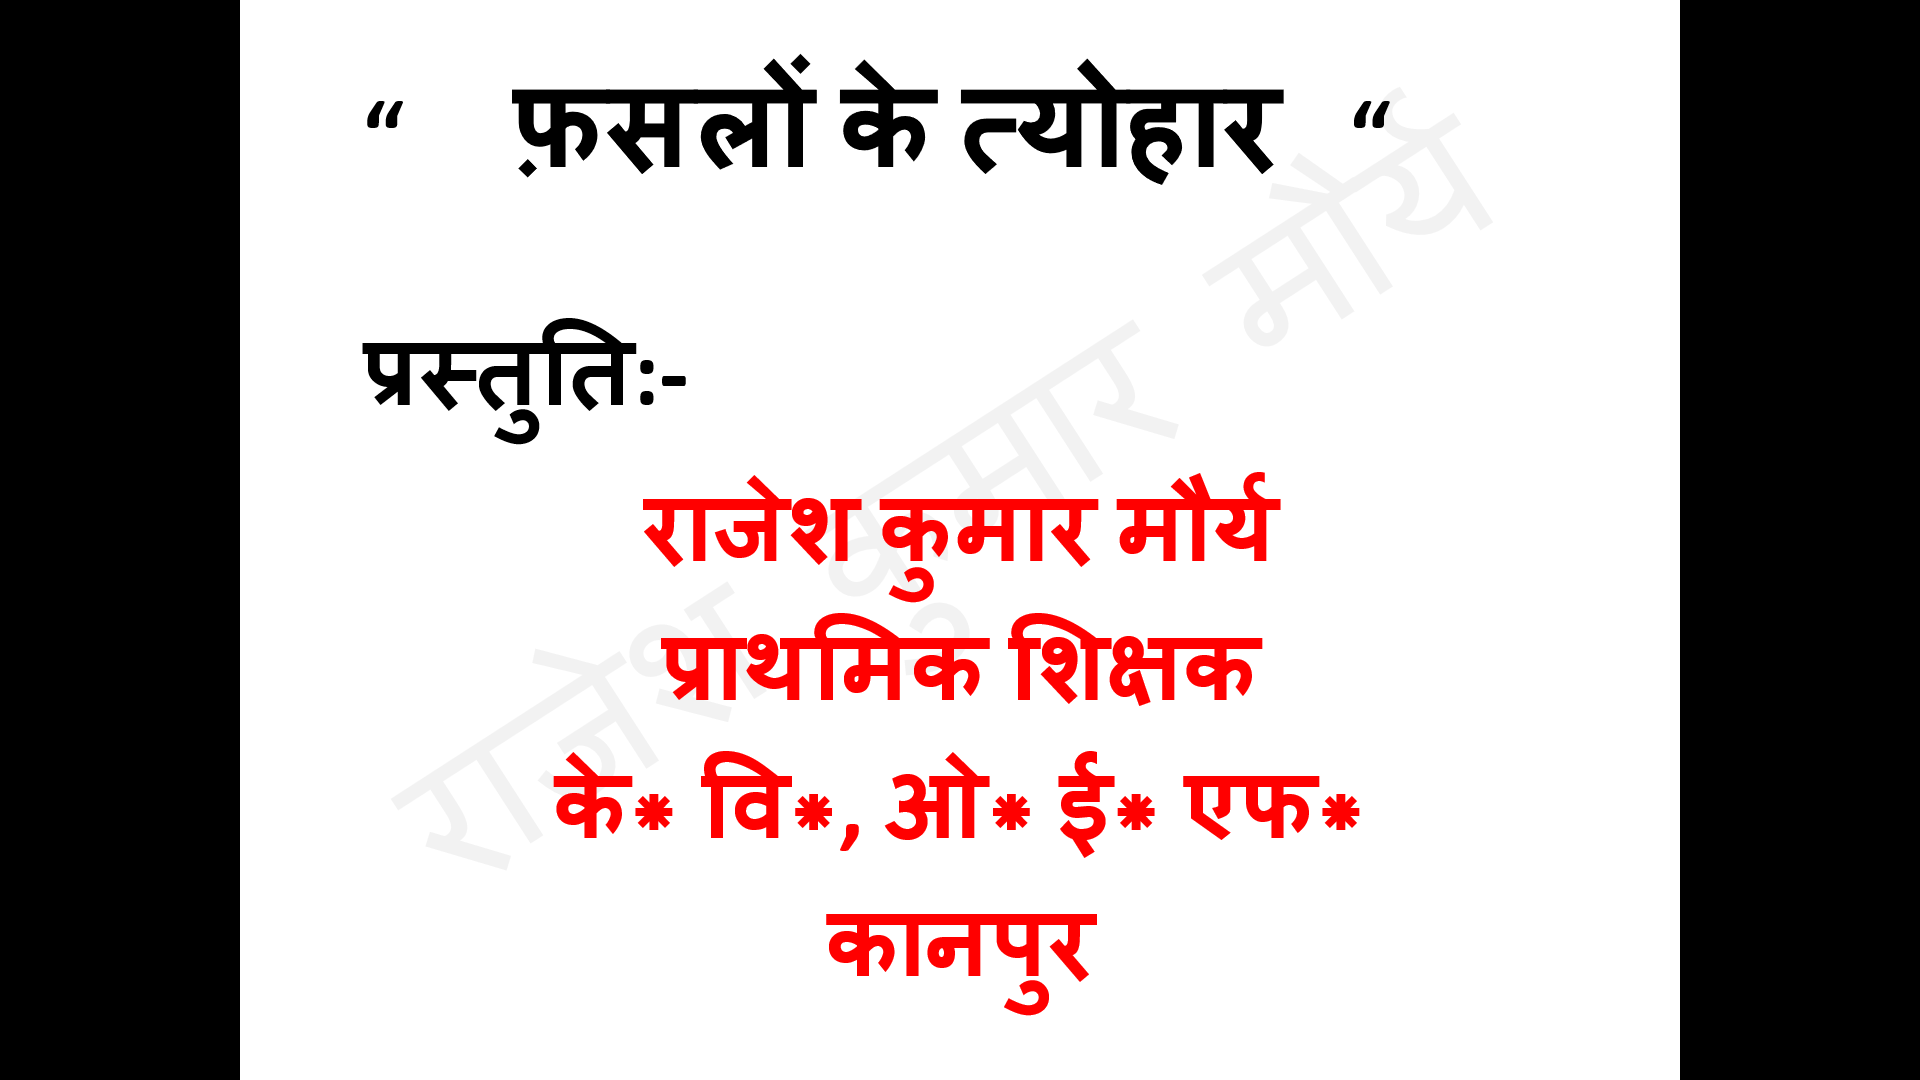 “ फ़सलों के त्योहार “
प्रस्तुति:-
राजेश कुमार मौर्य
प्राथमिक शिक्षक
के* वि*, ओ* ई* एफ*
कानपुर
राजेश कुमार मौर्य